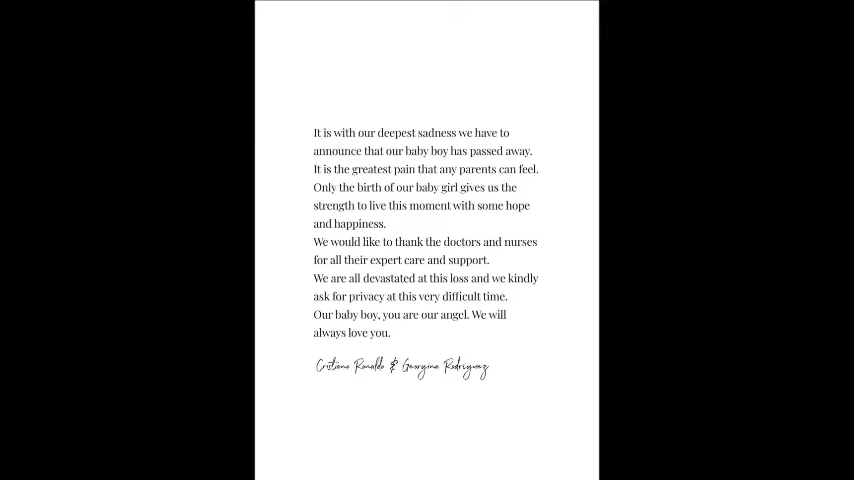 It is with our deepest sadness we have to
announce that our baby boy has passed away.
It is the greatest pain that any parents can feel.
Only the birth of our baby girl gives us the
strength to live this moment with some hope
and happiness.
We would like to thank the doctors and nurses
for all their expert care and support.
We are all devastated at this loss and we kindly
ask for privacy at this very difficult time.
Our baby boy, you are our angel. We will
always love you.
Cristiano Ronaldo & Georgina Rodríguez